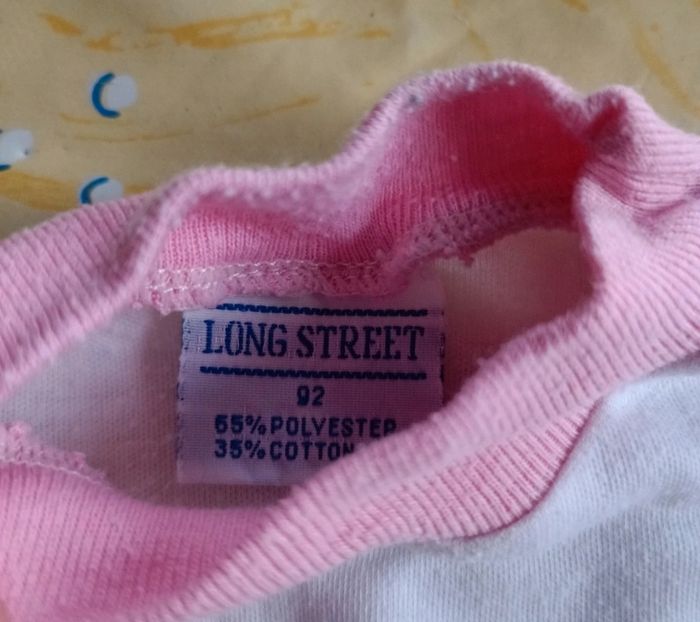 LONG STREET
92
65%POLYESTER
35%COTTON